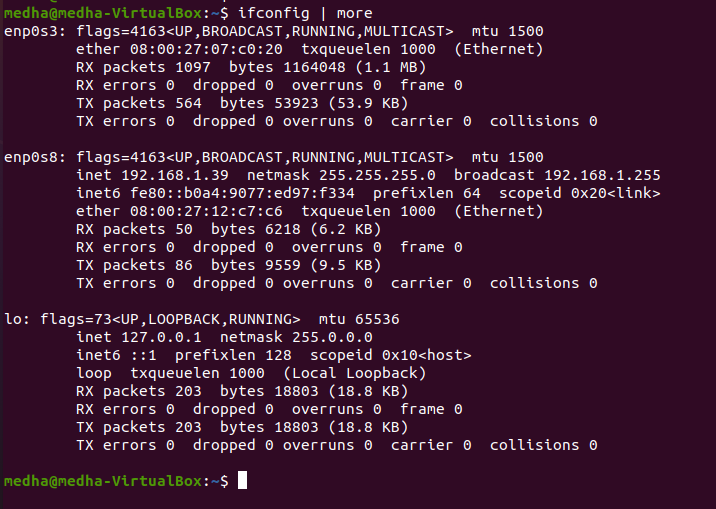 medha@medha-VirtualBox:~$ ifconfig | more
enp0s3: flags=4163<UP,BROADCAST,RUNNING,MULTICAST>  mtu 1500
        ether 08:00:27:07:c0:20  txqueuelen 1000  (Ethernet)
        RX packets 1097  bytes 1164048 (1.1 MB)
        RX errors 0  dropped 0  overruns 0  frame 0
        TX packets 564  bytes 53923 (53.9 KB)
        TX errors 0  dropped 0 overruns 0  carrier 0  collisions 0

enp0s8: flags=4163<UP,BROADCAST,RUNNING,MULTICAST>  mtu 1500
        inet 192.168.1.39  netmask 255.255.255.0  broadcast 192.168.1.255
        inet6 fe80::b0a4:9077:ed97:f334  prefixlen 64  scopeid 0x20<link>
        ether 08:00:27:12:c7:c6  txqueuelen 1000  (Ethernet)
        RX packets 50  bytes 6218 (6.2 KB)
        RX errors 0  dropped 0  overruns 0  frame 0
        TX packets 86  bytes 9559 (9.5 KB)
        TX errors 0  dropped 0 overruns 0  carrier 0  collisions 0

lo: flags=73<UP,LOOPBACK,RUNNING>  mtu 65536
        inet 127.0.0.1  netmask 255.0.0.0
        inet6 ::1  prefixlen 128  scopeid 0x10<host>
        loop  txqueuelen 1000  (Local Loopback)
        RX packets 203  bytes 18803 (18.8 KB)
        RX errors 0  dropped 0  overruns 0  frame 0
        TX packets 203  bytes 18803 (18.8 KB)
        TX errors 0  dropped 0 overruns 0  carrier 0  collisions 0

medha@medha-VirtualBox:~$